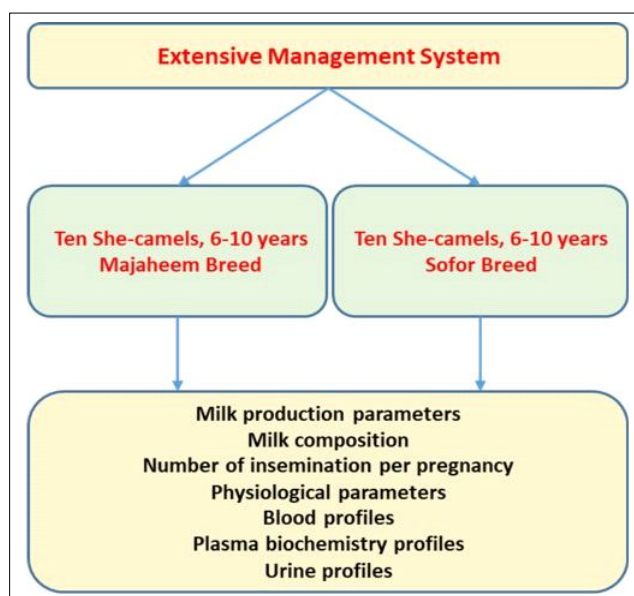 Extensive Management System
Ten She-camels, 6-10 years
Majaheem Breed
Ten She-camels, 6-10 years
Sofor Breed
Milk production parameters
Milk composition
Number of insemination per pregnancy
Physiological parameters
Blood profiles
Plasma biochemistry profiles
Urine profiles